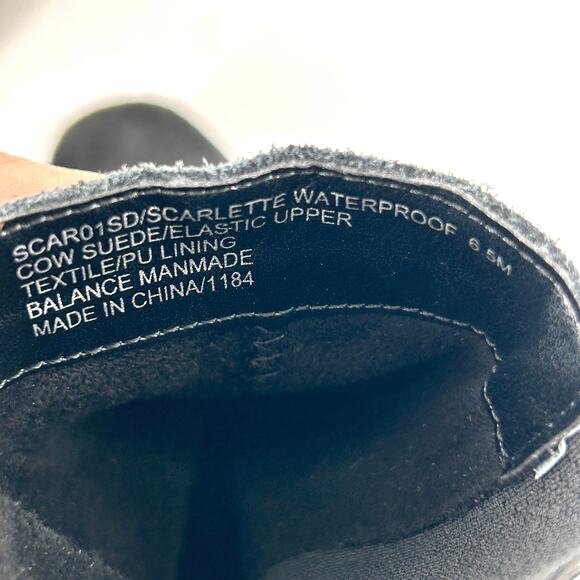 SCAR01SD/SCARLETTE WATERPROOF 6.5M
COW SUEDE/ELASTIC UPPER
TEXTILE/PU LINING
BALANCE MANMADE
MADE IN CHINA/1184